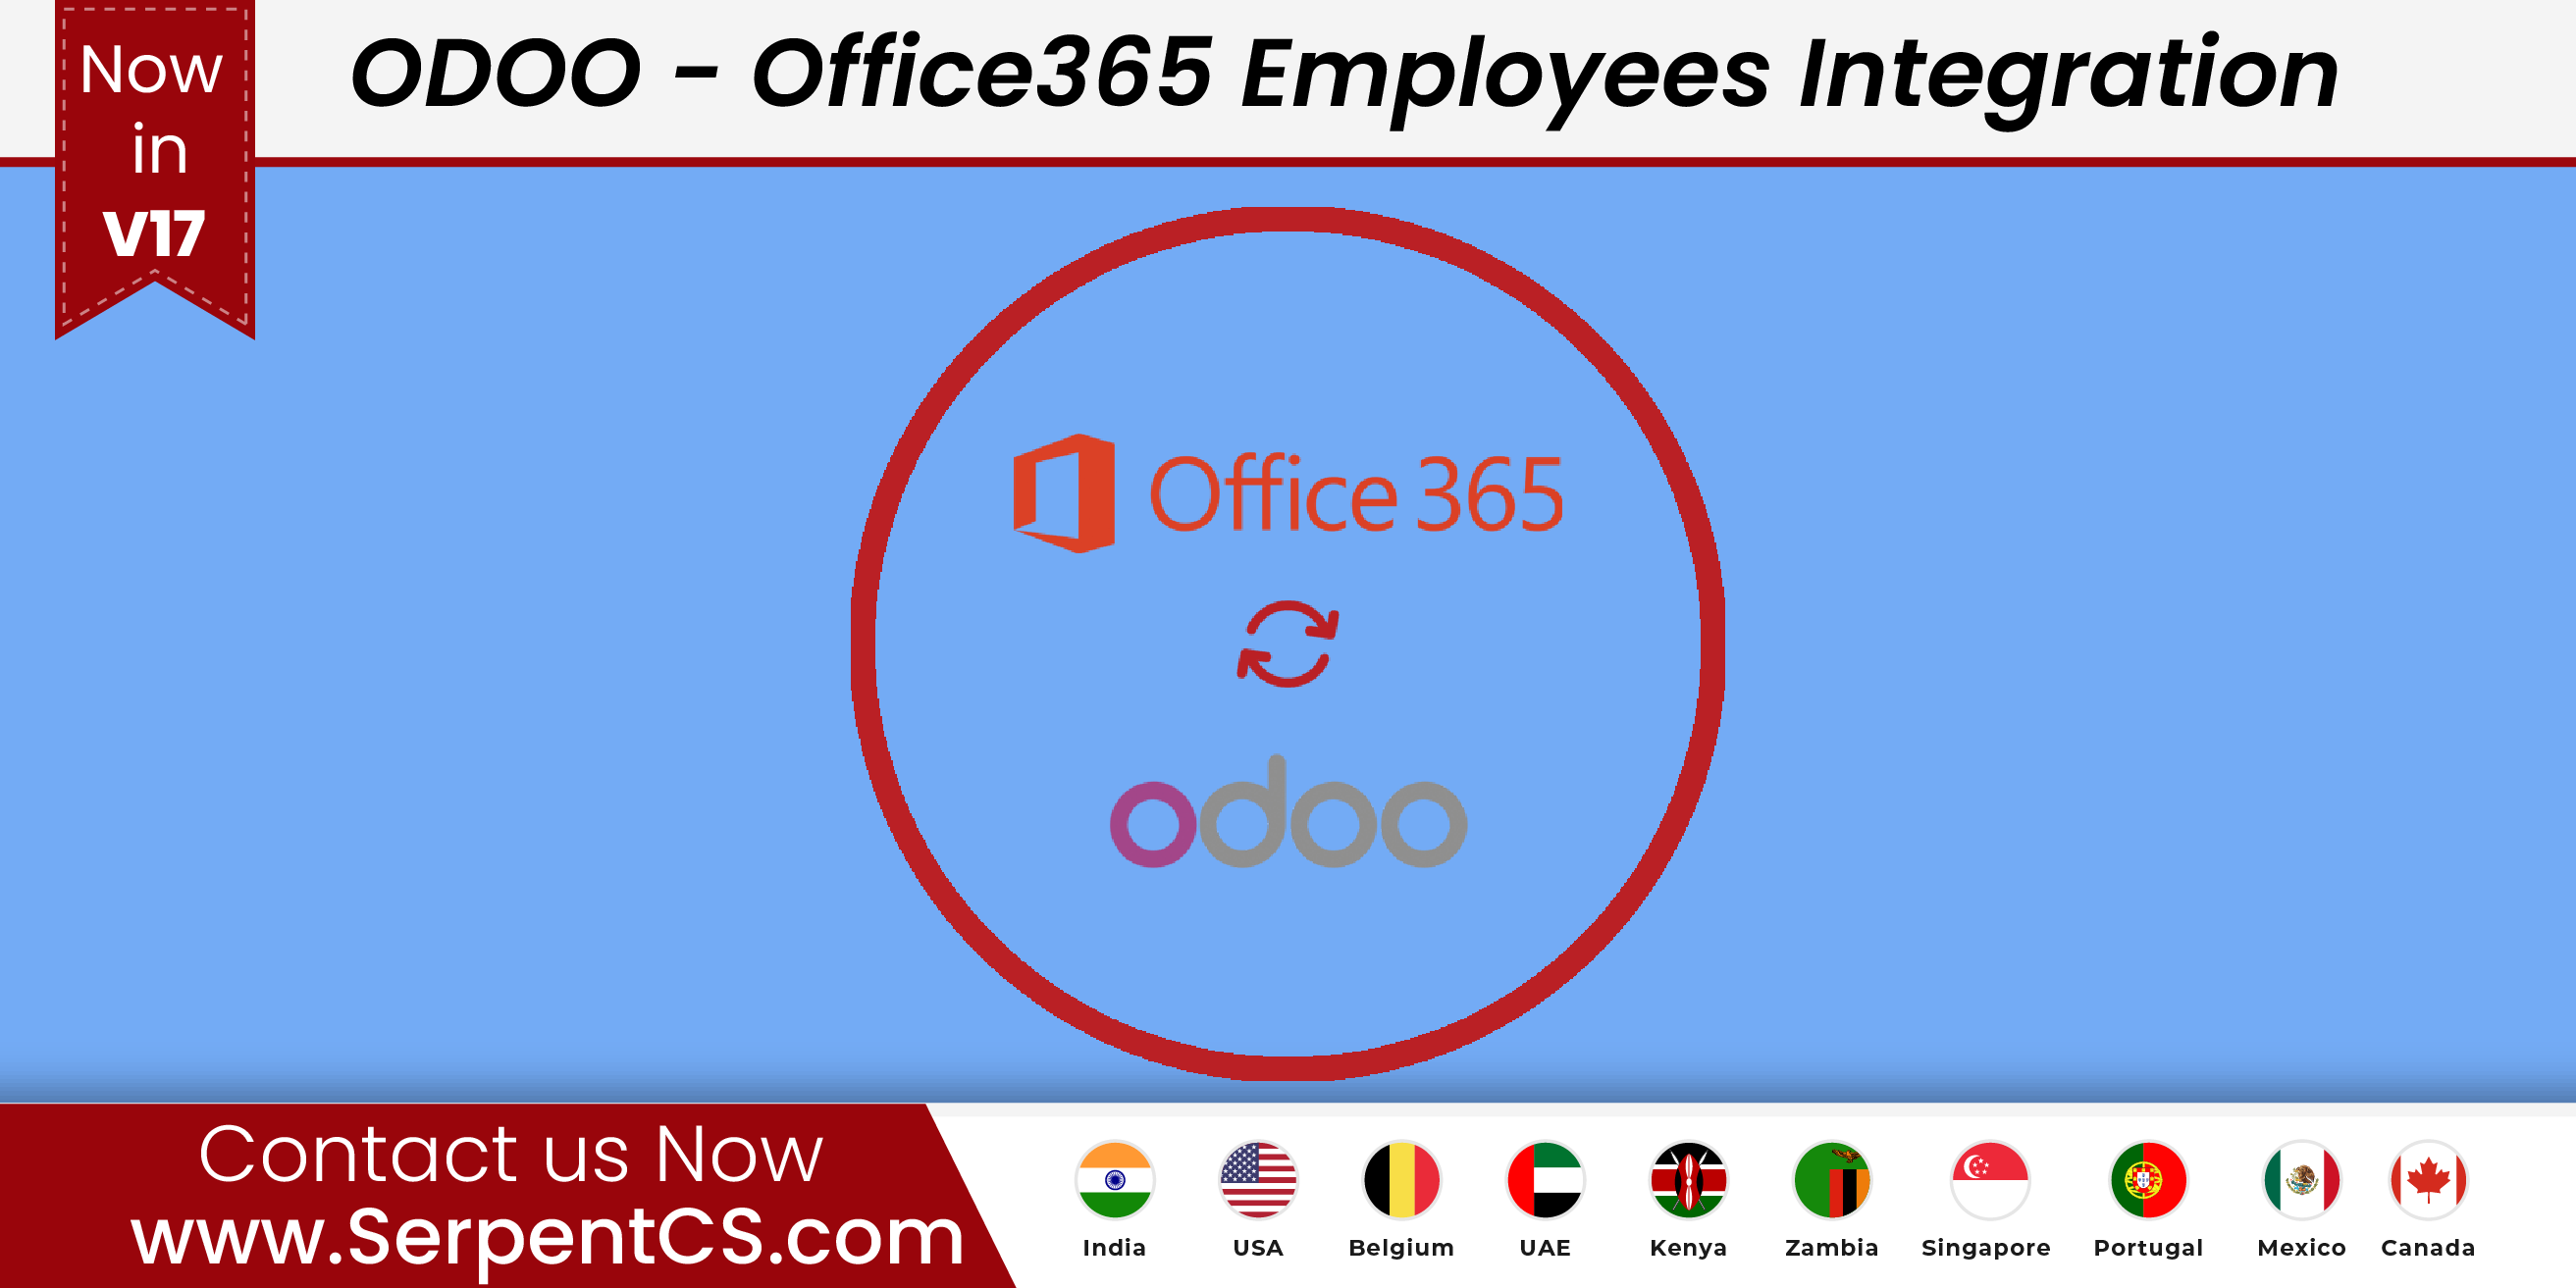 Now
in
V17
ODOO - Office365 Employees Integration
Office 365
odoo
Contact us Now
www.SerpentCS.com
India USA Belgium UAE Kenya Zambia Singapore Portugal Mexico Canada